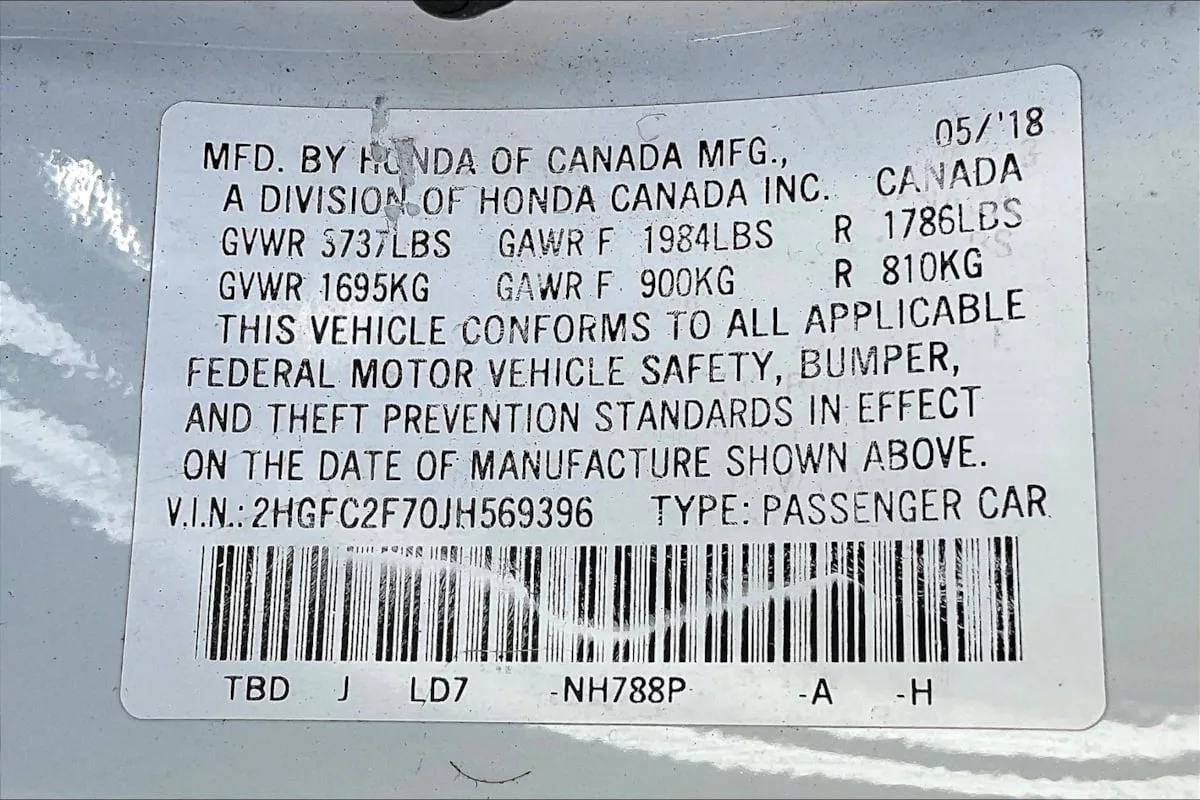 MFD. BY HONDA OF CANADA MFG., 05/'18
A DIVISION OF HONDA CANADA INC. CANADA
GVWR 3737LBS GAWR F 1984LBS R 1786LBS
GVWR 1695KG GAWR F 900KG R 810KG
THIS VEHICLE CONFORMS TO ALL APPLICABLE
FEDERAL MOTOR VEHICLE SAFETY, BUMPER,
AND THEFT PREVENTION STANDARDS IN EFFECT
ON THE DATE OF MANUFACTURE SHOWN ABOVE.
V.I.N.: 2HGFC2F70JH569396 TYPE: PASSENGER CAR
TBD J LD7 -NH788P -A -H